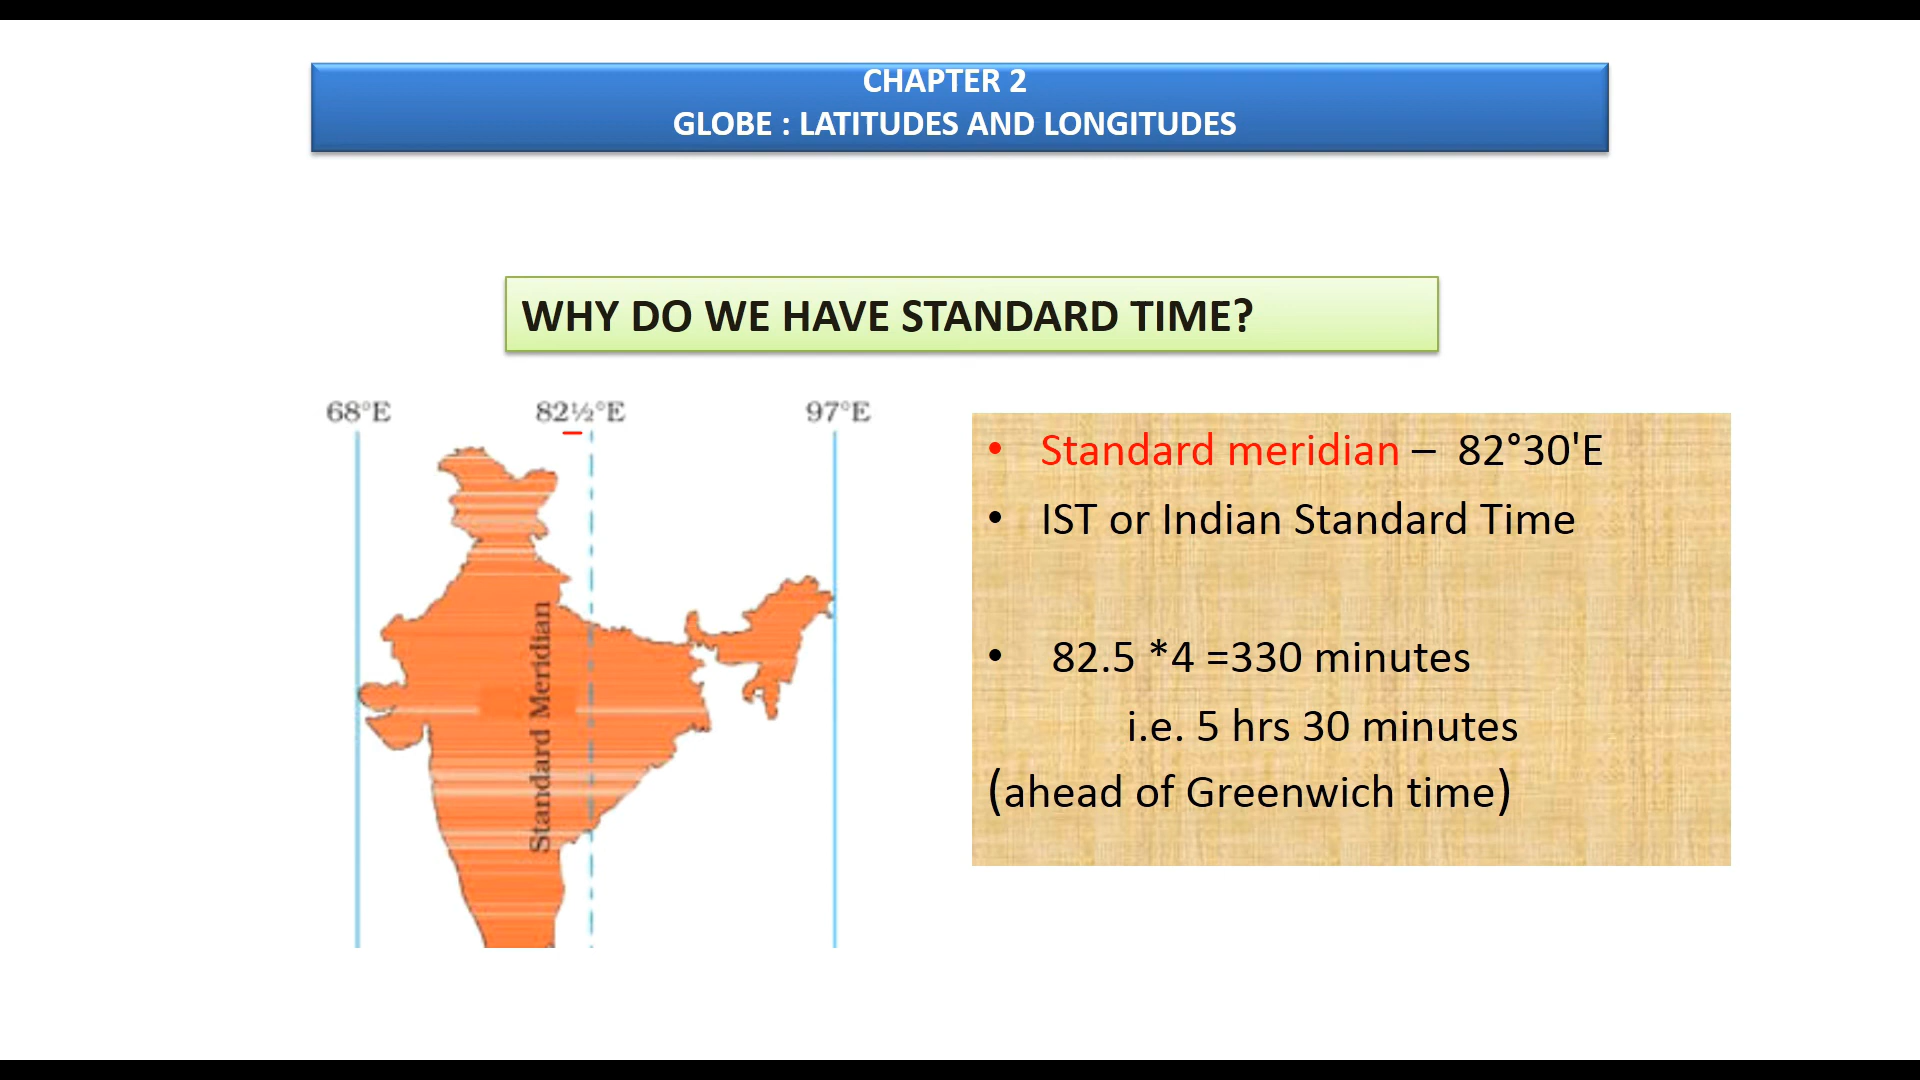 CHAPTER 2
GLOBE : LATITUDES AND LONGITUDES
WHY DO WE HAVE STANDARD TIME?
68°E 82½°E 97°E
Standard Meridian
• Standard meridian – 82°30'E
• IST or Indian Standard Time
• 82.5 *4 =330 minutes
i.e. 5 hrs 30 minutes
(ahead of Greenwich time)